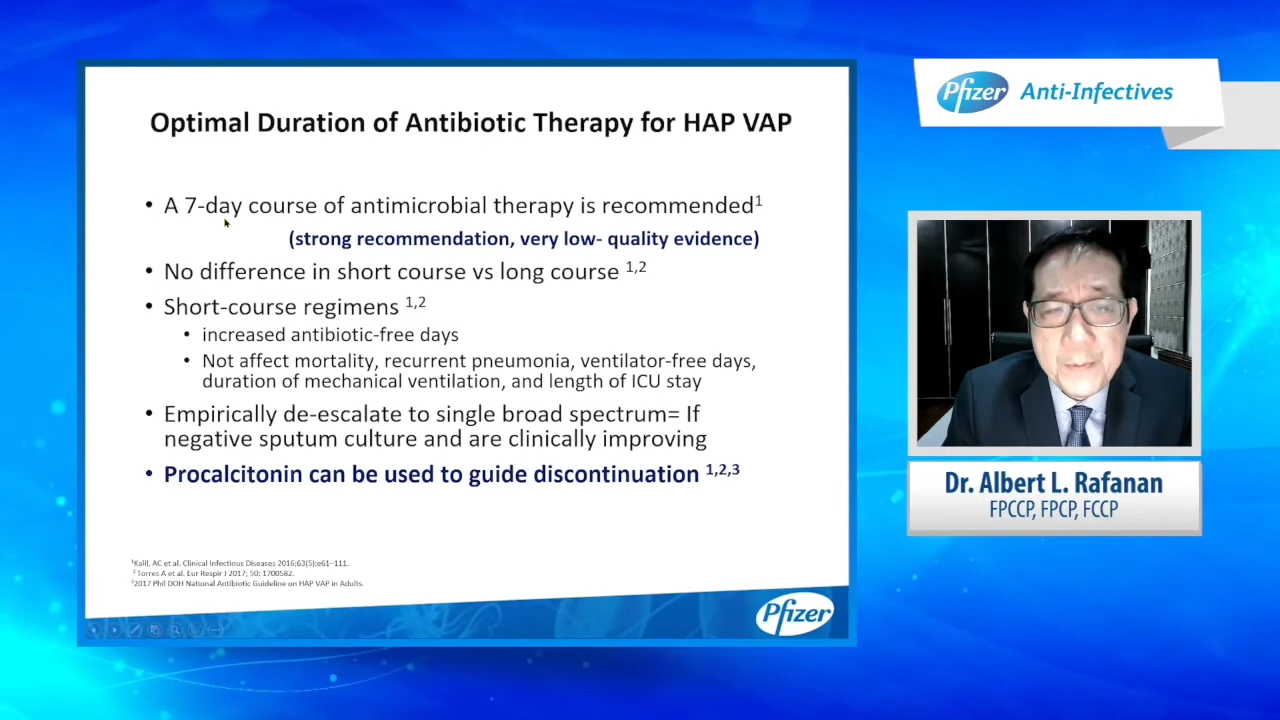 Optimal Duration of Antibiotic Therapy for HAP VAP
• A 7-day course of antimicrobial therapy is recommended1
(strong recommendation, very low- quality evidence)
• No difference in short course vs long course 1,2
• Short-course regimens 1,2
• increased antibiotic-free days
• Not affect mortality, recurrent pneumonia, ventilator-free days,
duration of mechanical ventilation, and length of ICU stay
• Empirically de-escalate to single broad spectrum= If
negative sputum culture and are clinically improving
• Procalcitonin can be used to guide discontinuation 1,2,3
1Kalil, AC et al. Clinical Infectious Diseases 2016;63(5):e61–111.
2 Torres A et al. Eur Respir J 2017; 50: 1700582.
32017 Phil DOH National Antibiotic Guideline on HAP VAP in Adults.
Pfizer
Pfizer Anti-Infectives
Dr. Albert L. Rafanan
FPCCP, FPCP, FCCP